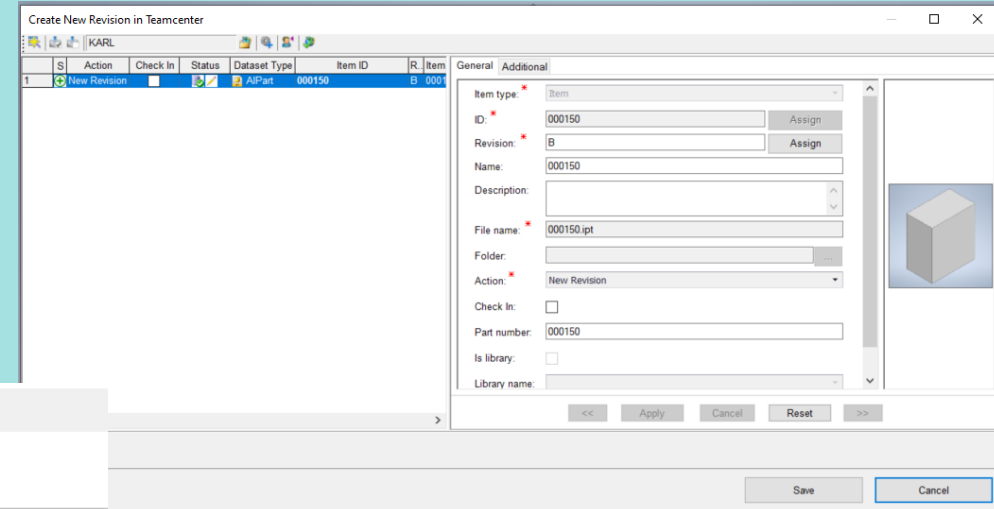 Create New Revision in Teamcenter
KARL
S Action Check In Status Dataset Type Item ID R.. Item
1 New Revision AIPart 000150 B 0001
General Additional
Item type: * Item
ID: * 000150 Assign
Revision: * B Assign
Name: 000150
Description:
File name: * 000150.ipt
Folder: ...
Action: * New Revision
Check In:
Part number: 000150
Is library:
Library name:
<< Apply Cancel Reset >>
Save Cancel